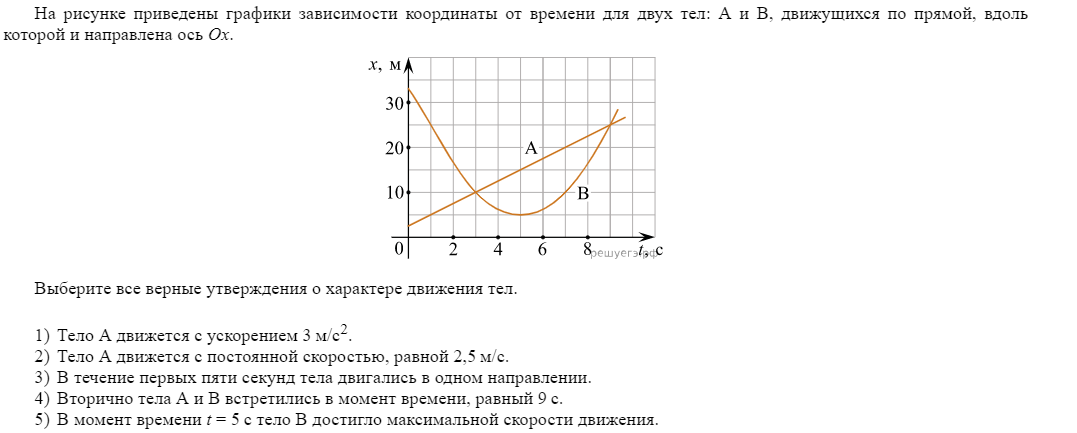 На рисунке приведены графики зависимости координаты от времени для двух тел: А и В, движущихся по прямой, вдоль
которой и направлена ось Ox.
x, м
30
20
10
A
B
0
2
4
6
8
t, с
решуегэ.рф
Выберите все верные утверждения о характере движения тел.
1) Тело А движется с ускорением 3 м/с².
2) Тело А движется с постоянной скоростью, равной 2,5 м/с.
3) В течение первых пяти секунд тела двигались в одном направлении.
4) Вторично тела А и В встретились в момент времени, равный 9 с.
5) В момент времени t = 5 с тело В достигло максимальной скорости движения.